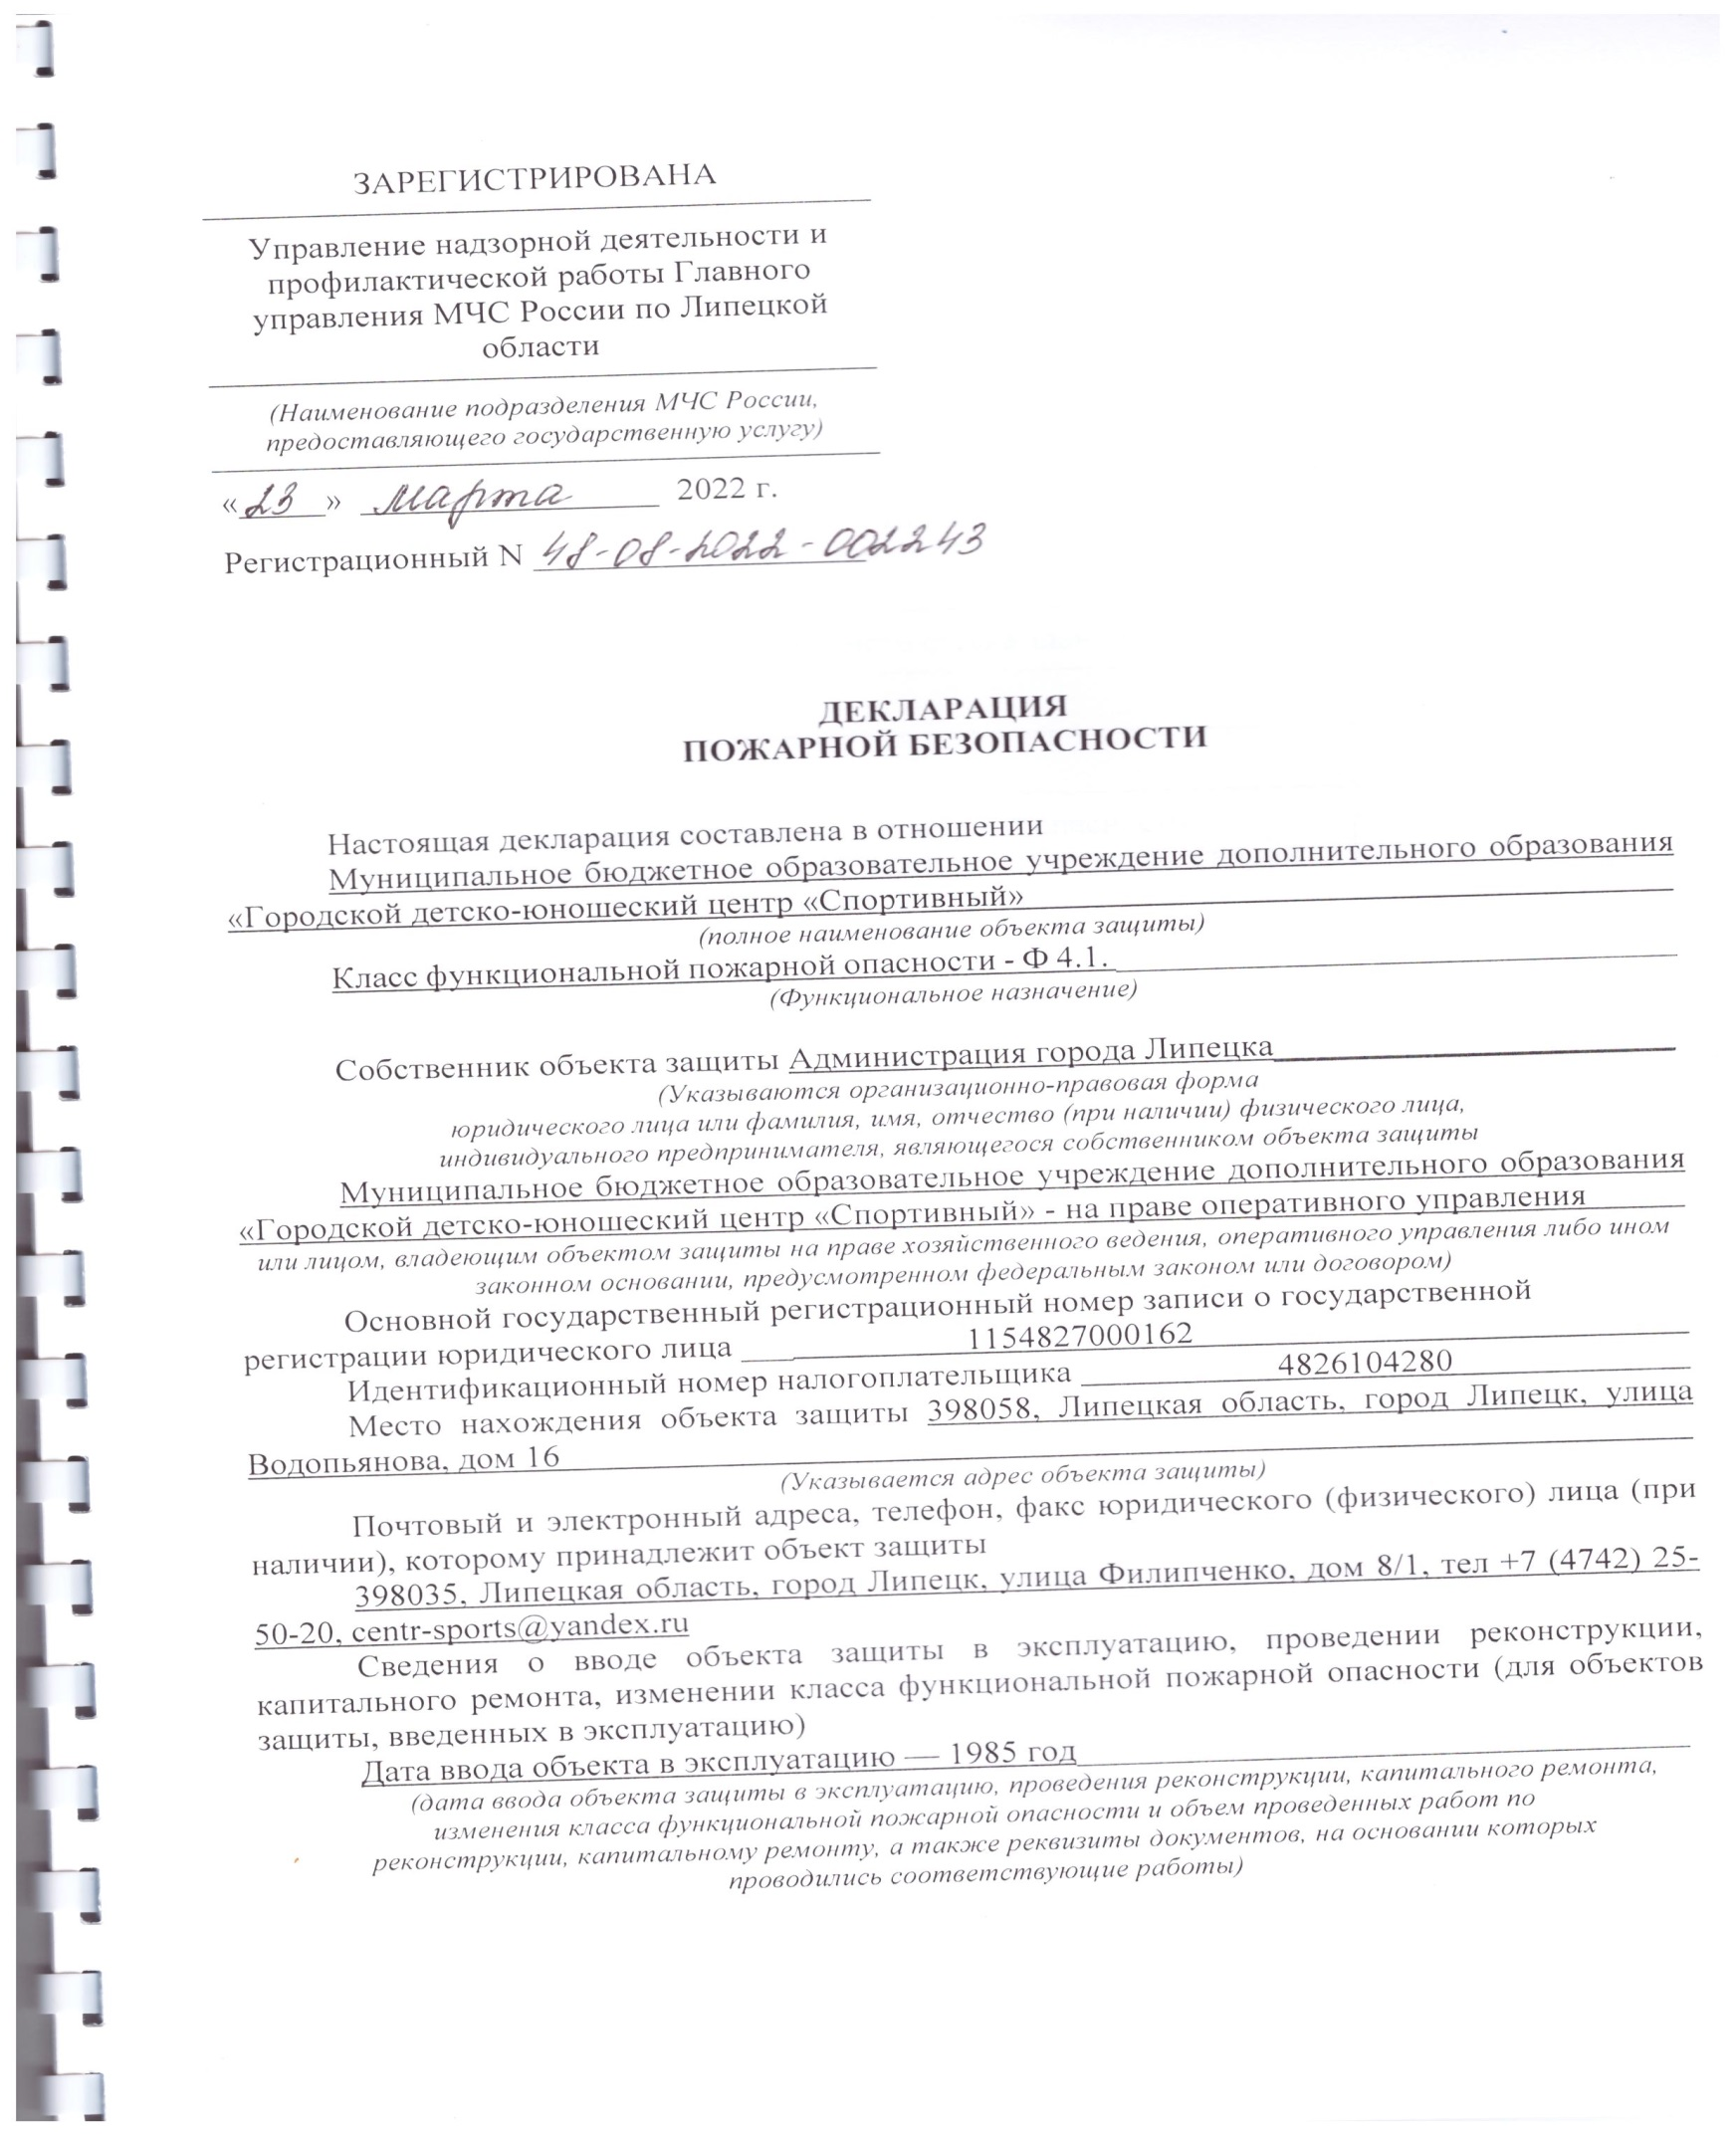 ЗАРЕГИСТРИРОВАНА
Управление надзорной деятельности и
профилактической работы Главного
управления МЧС России по Липецкой
области
(Наименование подразделения МЧС России,
предоставляющего государственную услугу)
«23» марта 2022 г.
Регистрационный N 48-08-2022-002243
ДЕКЛАРАЦИЯ
ПОЖАРНОЙ БЕЗОПАСНОСТИ
Настоящая декларация составлена в отношении
Муниципальное бюджетное образовательное учреждение дополнительного образования
«Городской детско-юношеский центр «Спортивный»
(полное наименование объекта защиты)
Класс функциональной пожарной опасности - Ф 4.1.
(Функциональное назначение)
Собственник объекта защиты Администрация города Липецка
(Указываются организационно-правовая форма
юридического лица или фамилия, имя, отчество (при наличии) физического лица,
индивидуального предпринимателя, являющегося собственником объекта защиты
Муниципальное бюджетное образовательное учреждение дополнительного образования
«Городской детско-юношеский центр «Спортивный» - на праве оперативного управления
или лицом, владеющим объектом защиты на праве хозяйственного ведения, оперативного управления либо ином
законном основании, предусмотренном федеральным законом или договором)
Основной государственный регистрационный номер записи о государственной
регистрации юридического лица 1154827000162
Идентификационный номер налогоплательщика 4826104280
Место нахождения объекта защиты 398058, Липецкая область, город Липецк, улица
Водопьянова, дом 16
(Указывается адрес объекта защиты)
Почтовый и электронный адреса, телефон, факс юридического (физического) лица (при
наличии), которому принадлежит объект защиты
398035, Липецкая область, город Липецк, улица Филипченко, дом 8/1, тел +7 (4742) 25-
50-20, centr-sports@yandex.ru
Сведения о вводе объекта защиты в эксплуатацию, проведении реконструкции,
капитального ремонта, изменении класса функциональной пожарной опасности (для объектов
защиты, введенных в эксплуатацию)
Дата ввода объекта в эксплуатацию — 1985 год
(дата ввода объекта защиты в эксплуатацию, проведения реконструкции, капитального ремонта,
изменения класса функциональной пожарной опасности и объем проведенных работ по
реконструкции, капитальному ремонту, а также реквизиты документов, на основании которых
проводились соответствующие работы)